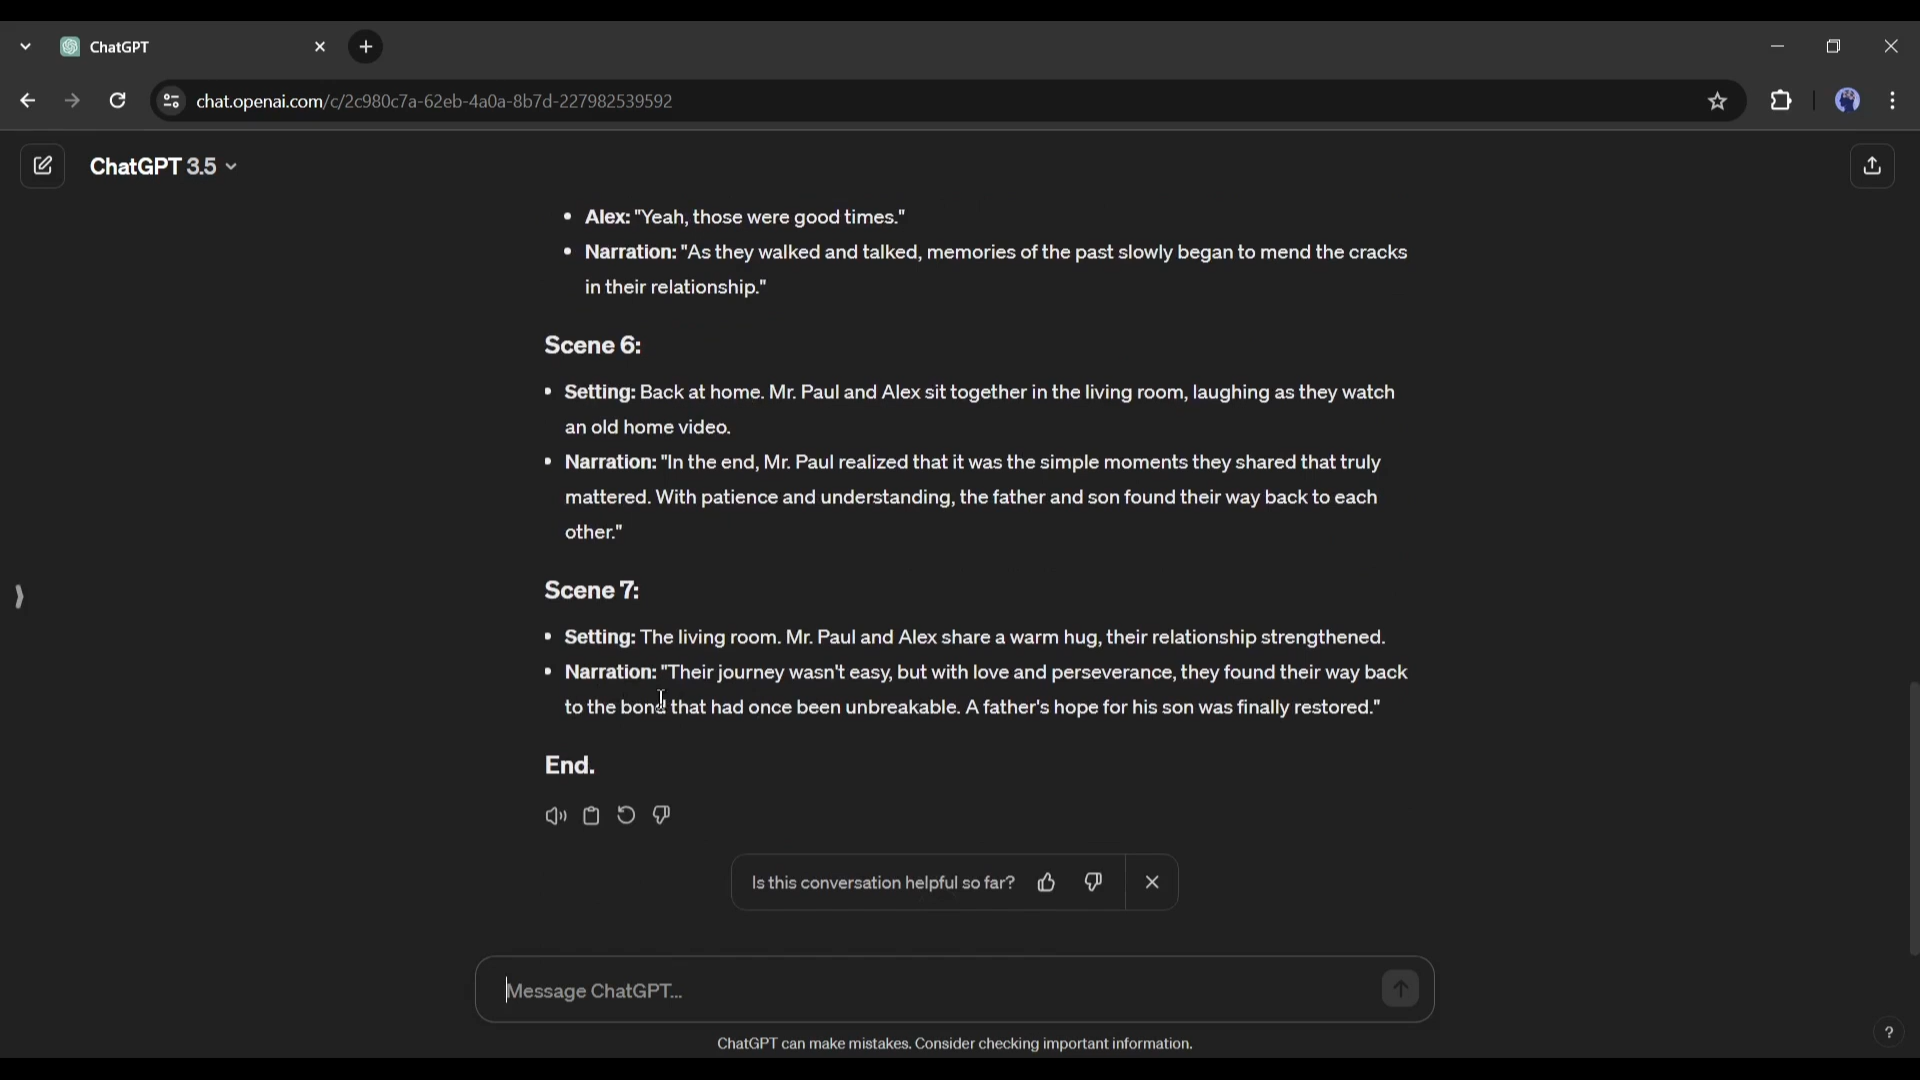 ChatGPT
chat.openai.com/c/2c980c7a-62eb-4a0a-8b7d-227982539592
ChatGPT 3.5
• Alex: "Yeah, those were good times."
• Narration: "As they walked and talked, memories of the past slowly began to mend the cracks
in their relationship."
Scene 6:
• Setting: Back at home. Mr. Paul and Alex sit together in the living room, laughing as they watch
an old home video.
• Narration: "In the end, Mr. Paul realized that it was the simple moments they shared that truly
mattered. With patience and understanding, the father and son found their way back to each
other."
Scene 7:
• Setting: The living room. Mr. Paul and Alex share a warm hug, their relationship strengthened.
• Narration: "Their journey wasn't easy, but with love and perseverance, they found their way back
to the bond that had once been unbreakable. A father's hope for his son was finally restored."
End.
Is this conversation helpful so far?
Message ChatGPT...
ChatGPT can make mistakes. Consider checking important information.
?